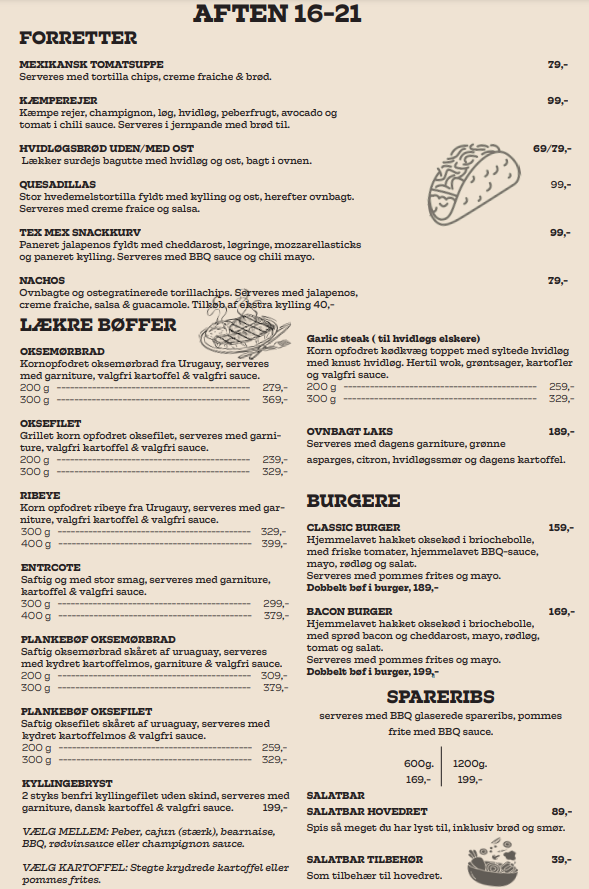 AFTEN 16-21
FORRETTER
MEXIKANSK TOMATSUPPE 79,-
Serveres med tortilla chips, creme fraiche & brød.
KÆMPEREJER 99,-
Kæmpe rejer, champignon, løg, hvidløg, peberfrugt, avocado og
tomat i chili sauce. Serveres i jernpande med brød til.
HVIDLØGSBRØD UDEN/MED OST 69/79,-
Lækker surdejs bagutte med hvidløg og ost, bagt i ovnen.
QUESADILLAS 99,-
Stor hvedemelstortilla fyldt med kylling og ost, herefter ovnbagt.
Serveres med creme fraice og salsa.
TEX MEX SNACKKURV 99,-
Paneret jalapenos fyldt med cheddarost, løgringe, mozzarellasticks
og paneret kylling. Serveres med BBQ sauce og chili mayo.
NACHOS 79,-
Ovnbagte og ostegratinerede torillachips. Serveres med jalapenos,
creme fraiche, salsa & guacamole. Tilkøb af ekstra kylling 40,-
LÆKRE BØFFER
OKSEMØRBRAD
Kornopfodret oksemørbrad fra Urugauy, serveres
med garniture, valgfri kartoffel & valgfri sauce.
200 g ---------------------------------------- 279,-
300 g ---------------------------------------- 369,-
OKSEFILET
Grillet korn opfodret oksefilet, serveres med garni-
ture, valgfri kartoffel & valgfri sauce.
200 g ---------------------------------------- 239,-
300 g ---------------------------------------- 329,-
RIBEYE
Korn opfodret ribeye fra Urugauy, serveres med gar-
niture, valgfri kartoffel & valgfri sauce.
300 g ---------------------------------------- 329,-
400 g ---------------------------------------- 399,-
ENTRCOTE
Saftig og med stor smag, serveres med garniture,
kartoffel & valgfri sauce.
300 g ---------------------------------------- 299,-
400 g ---------------------------------------- 379,-
PLANKEBØF OKSEMØRBRAD
Saftig oksemørbrad skåret af uruaguay, serveres
med kydret kartoffelmos, garniture & valgfri sauce.
200 g ---------------------------------------- 309,-
300 g ---------------------------------------- 379,-
PLANKEBØF OKSEFILET
Saftig oksefilet skåret af uruaguay, serveres med
kydret kartoffelmos & valgfri sauce.
200 g ---------------------------------------- 259,-
300 g ---------------------------------------- 329,-
KYLLINGEBRYST
2 styks benfri kyllingefilet uden skind, serveres med
garniture, dansk kartoffel & valgfri sauce. 199,-
VÆLG MELLEM: Peber, cajun (stærk), bearnaise,
BBQ, rødvinsauce eller champignon sauce.
VÆLG KARTOFFEL: Stegte krydrede kartoffel eller
pommes frites.
Garlic steak ( til hvidløgs elskere)
Korn opfodret kødkvæg toppet med syltede hvidløg
med knust hvidløg. Hertil wok, grøntsager, kartofler
og valgfri sauce.
200 g ---------------------------------------- 259,-
300 g ---------------------------------------- 329,-
OVNBAGT LAKS 189,-
Serveres med dagens garniture, grønne
asparges, citron, hvidløgssmør og dagens kartoffel.
BURGERE
CLASSIC BURGER 159,-
Hjemmelavet hakket oksekød i briochebolle,
med friske tomater, hjemmelavet BBQ-sauce,
mayo, rødløg og salat.
Serveres med pommes frites og mayo.
Dobbelt bøf i burger, 189,-
BACON BURGER 169,-
Hjemmelavet hakket oksekød i briochebolle,
med sprød bacon og cheddarost, mayo, rødløg,
tomat og salat.
Serveres med pommes frites og mayo.
Dobbelt bøf i burger, 199,-
SPARERIBS
serveres med BBQ glaserede spareribs, pommes
frite med BBQ sauce.
600g. 1200g.
169,- 199,-
SALATBAR
SALATBAR HOVEDRET 89,-
Spis så meget du har lyst til, inklusiv brød og smør.
SALATBAR TILBEHØR 39,-
Som tilbehør til hovedret.